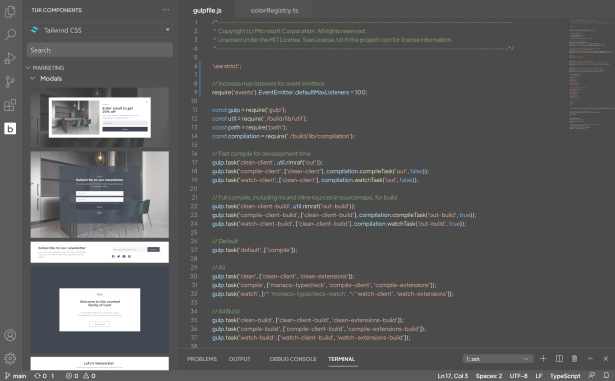 TUK COMPONENTS ···
Tailwind CSS
Search
MARKETING
Modals
Enter email to get
20% off
Subscribe to our newsletter
Subscribe to our newsletter
Welcome to the coveted
family of Luxi!
Luft in Newsletter
gulpfile.js colorRegistry.ts
1 /*---------------------------------------------------------------------------------------------
2 * Copyright (c) Microsoft Corporation. All rights reserved.
3 * Licensed under the MIT License. See License.txt in the project root for license information.
4 *--------------------------------------------------------------------------------------------*/
5
6 'use strict';
7
8 // Increase max listeners for event emitters
9 require('events').EventEmitter.defaultMaxListeners = 100;
10
11 const gulp = require('gulp');
12 const util = require('./build/lib/util');
13 const path = require('path');
14 const compilation = require('./build/lib/compilation');
15
16 // Fast compile for development time
17 gulp.task('clean-client', util.rimraf('out'));
18 gulp.task('compile-client', ['clean-client'], compilation.compileTask('out', false));
19 gulp.task('watch-client', ['clean-client'], compilation.watchTask('out', false));
20
21 // Full compile, including nls and inline sources in sourcemaps, for build
22 gulp.task('clean-client-build', util.rimraf('out-build'));
23 gulp.task('compile-client-build', ['clean-client-build'], compilation.compileTask('out-build', true));
24 gulp.task('watch-client-build', ['clean-client-build'], compilation.watchTask('out-build', true));
25
26 // Default
27 gulp.task('default', ['compile']);
28
29 // All
30 gulp.task('clean', ['clean-client', 'clean-extensions']);
31 gulp.task('compile', ['monaco-typecheck', 'compile-client', 'compile-extensions']);
32 gulp.task('watch', [/* 'monaco-typecheck-watch', */ 'watch-client', 'watch-extensions']);
33
34 // All Build
35 gulp.task('clean-build', ['clean-client-build', 'clean-extensions-build']);
36 gulp.task('compile-build', ['compile-client-build', 'compile-extensions-build']);
37 gulp.task('watch-build', ['watch-client-build', 'watch-extensions-build']);
38
PROBLEMS OUTPUT DEBUG CONSOLE TERMINAL 1: zsh
main 0 1 0 0 Ln 17, Col 3 Spaces: 2 UTF-8 LF TypeScript